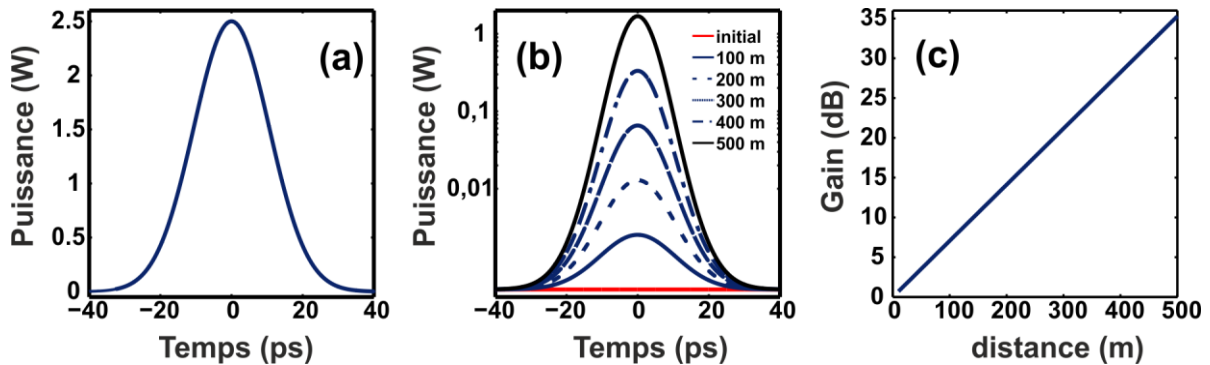 (a)
Puissance (W)
2.5
2
1.5
1
0.5
0
−40
−20
0
20
40
Temps (ps)
(b)
Puissance (W)
1
0,1
0,01
initial
100 m
200 m
300 m
400 m
500 m
−40
−20
0
20
40
Temps (ps)
(c)
Gain (dB)
35
30
25
20
15
10
5
0
0
100
200
300
400
500
distance (m)